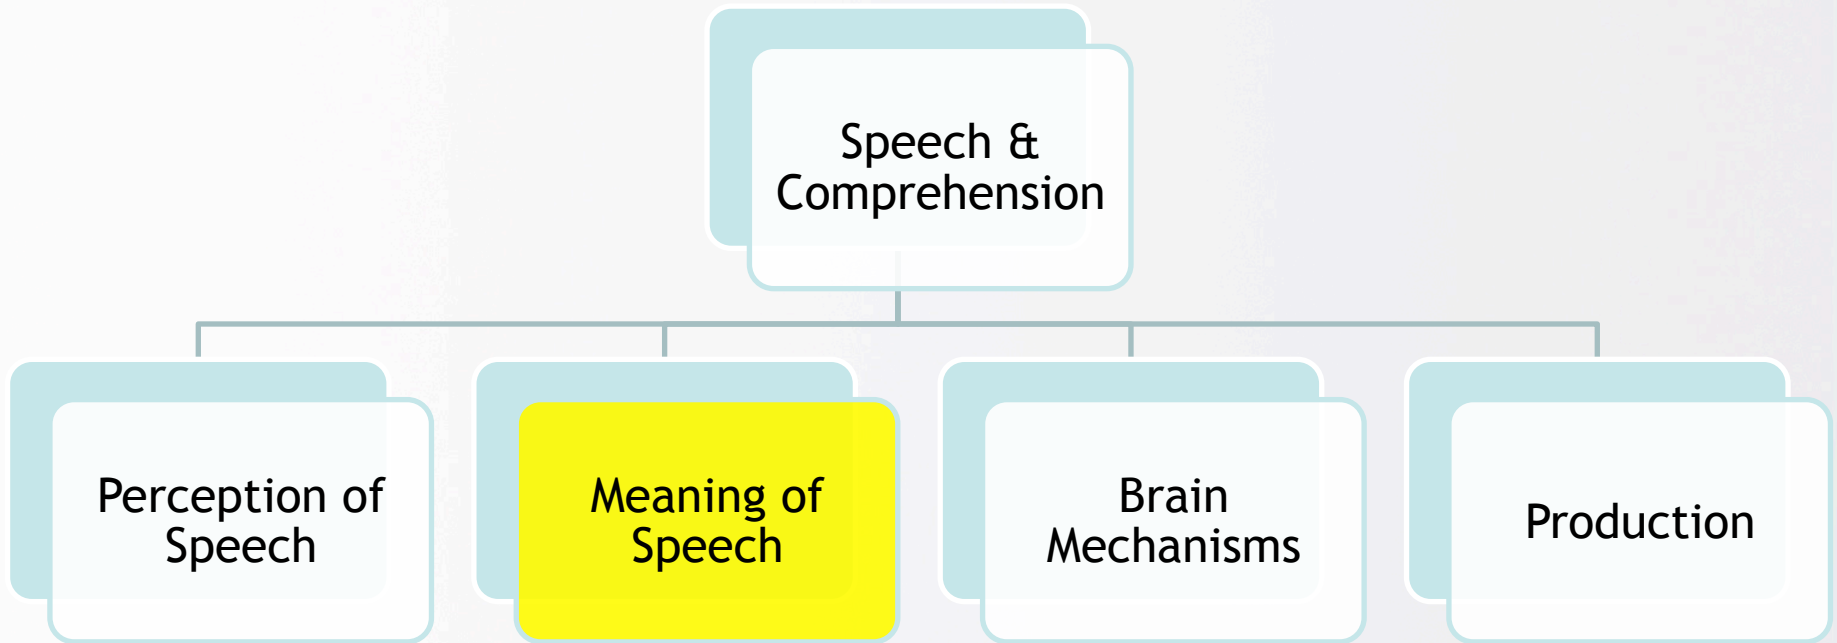 Speech &
Comprehension
Perception of
Speech
Meaning of
Speech
Brain
Mechanisms
Production